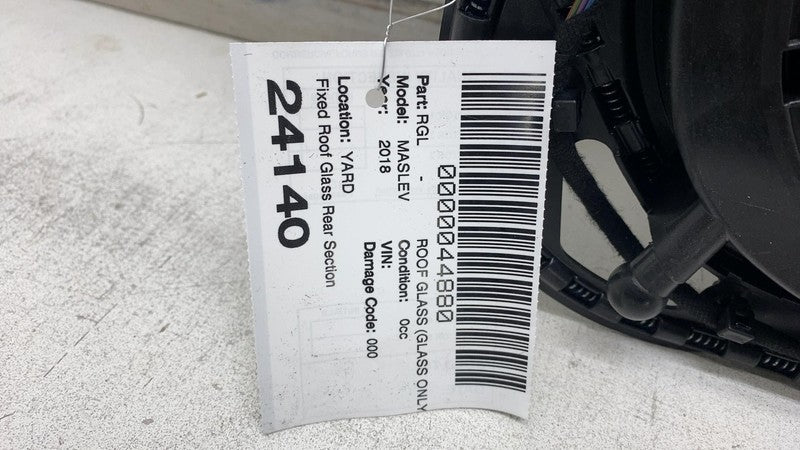 0000044880
Part: RGL - ROOF GLASS (GLASS ONLY
Model: MASLEV Condition: 0cc
Year: 2018 VIN:
Damage Code: 000
Location: YARD
Fixed Roof Glass Rear Section
24140